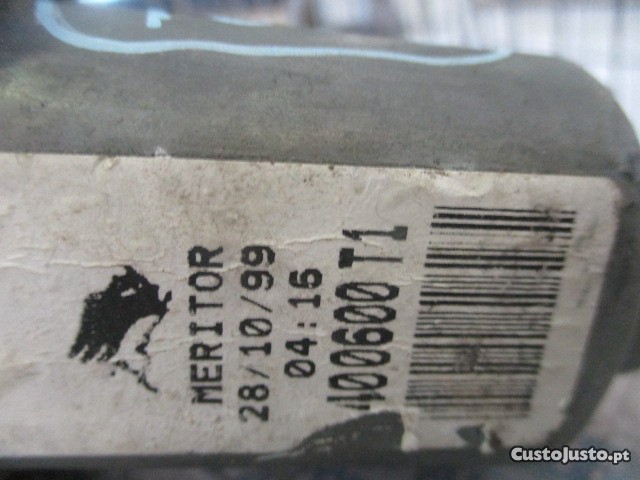 MERITOR
28/10/99
04:16
400600 T1
CustoJusto.pt